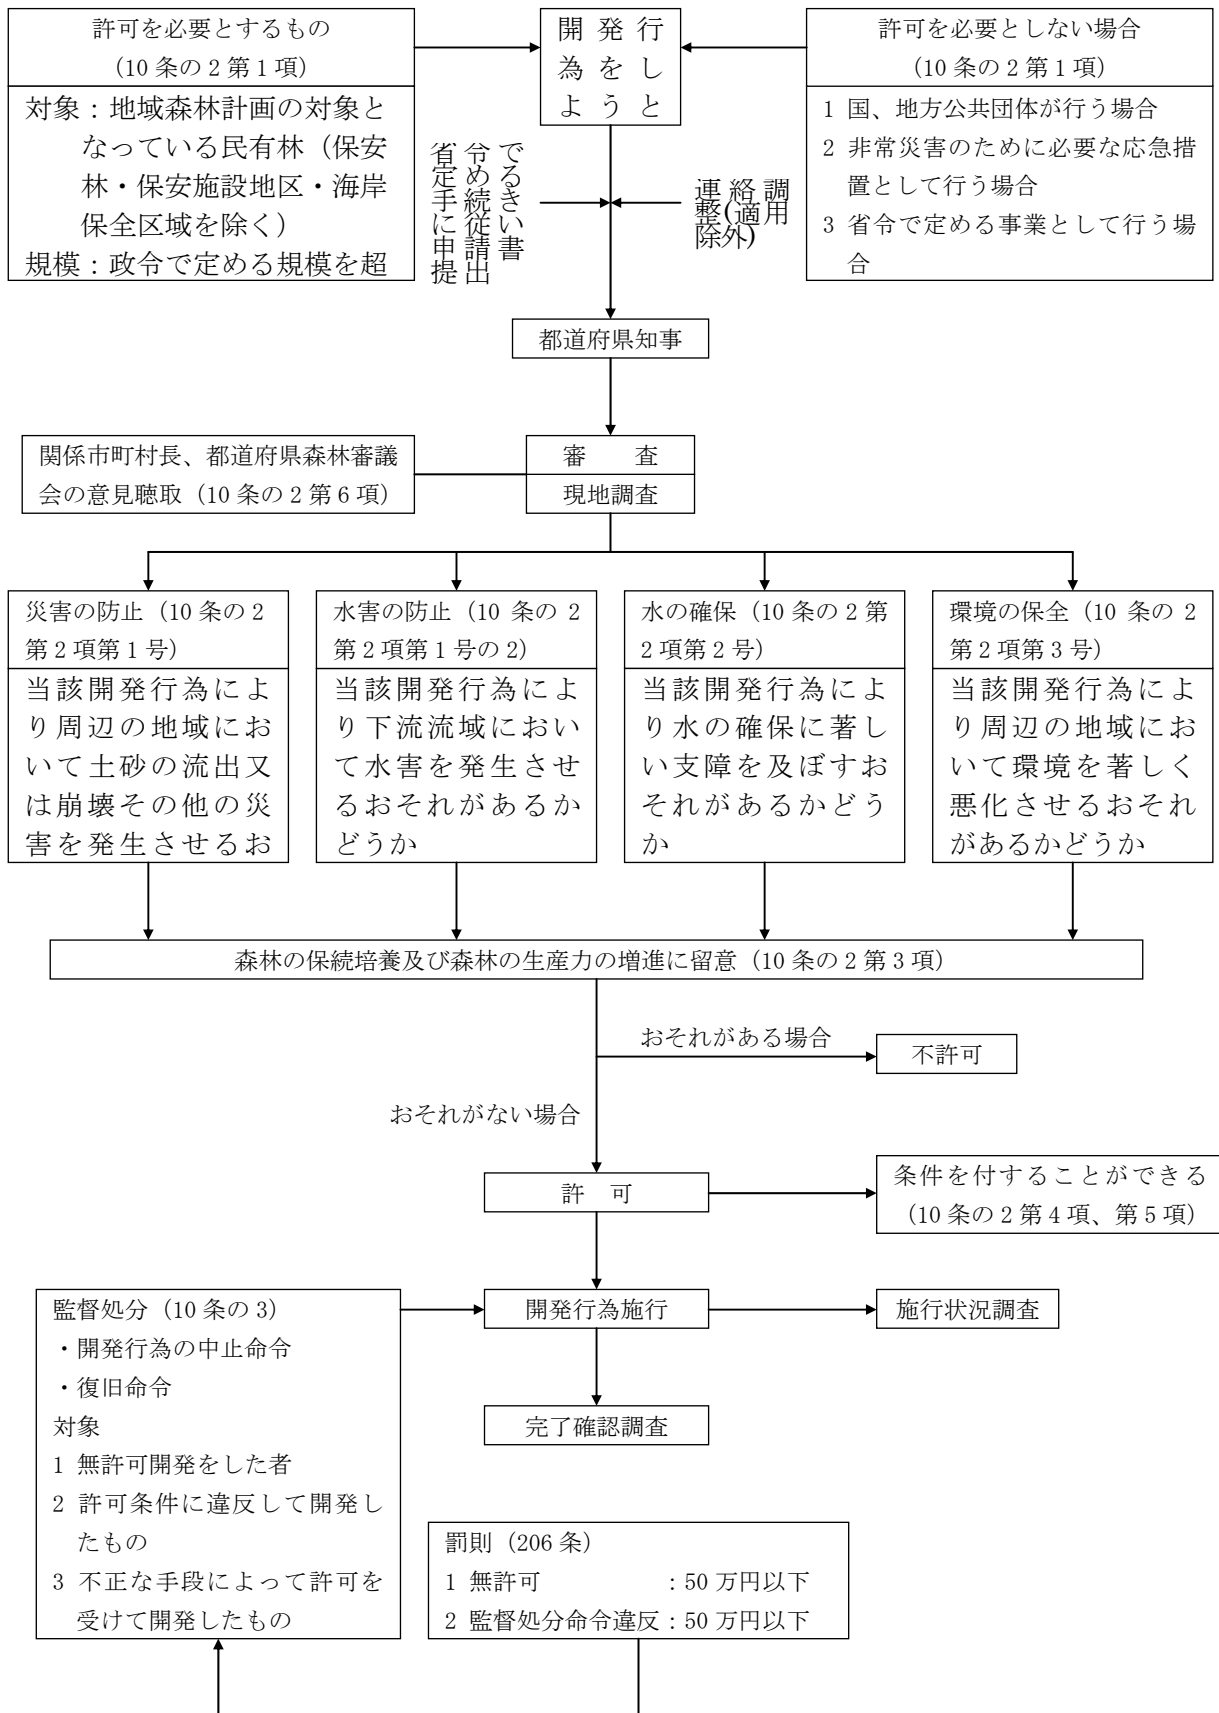 許可を必要とするもの
(10条の2第1項)
対象：地域森林計画の対象と
なっている民有林（保安
林・保安施設地区・海岸
保全区域を除く）
規模：政令で定める規模を超
開発行
為をし
ようと
許可を必要としない場合
(10条の2第1項)
1 国、地方公共団体が行う場合
2 非常災害のために必要な応急措
置として行う場合
3 省令で定める事業として行う場
合
省令で
定める
手続き
に従い
申請書
提出
連絡調
整(適用
除外)
都道府県知事
関係市町村長、都道府県森林審議
会の意見聴取（10条の2第6項）
審　査
現地調査
災害の防止（10条の2
第2項第1号）
当該開発行為によ
り周辺の地域にお
いて土砂の流出又
は崩壊その他の災
害を発生させるお
水害の防止（10条の2
第2項第1号の2）
当該開発行為によ
り下流流域におい
て水害を発生させ
るおそれがあるか
どうか
水の確保（10条の2第
2項第2号）
当該開発行為によ
り水の確保に著し
い支障を及ぼすお
それがあるかどう
か
環境の保全（10条の2
第2項第3号）
当該開発行為によ
り周辺の地域にお
いて環境を著しく
悪化させるおそれ
があるかどうか
森林の保続培養及び森林の生産力の増進に留意（10条の2第3項）
おそれがある場合
不許可
おそれがない場合
許　可
条件を付することができる
（10条の2第4項、第5項）
監督処分（10条の3）
・開発行為の中止命令
・復旧命令
対象
1 無許可開発をした者
2 許可条件に違反して開発し
たもの
3 不正な手段によって許可を
受けて開発したもの
開発行為施行
施行状況調査
完了確認調査
罰則（206条）
1 無許可　　　　：50万円以下
2 監督処分命令違反：50万円以下